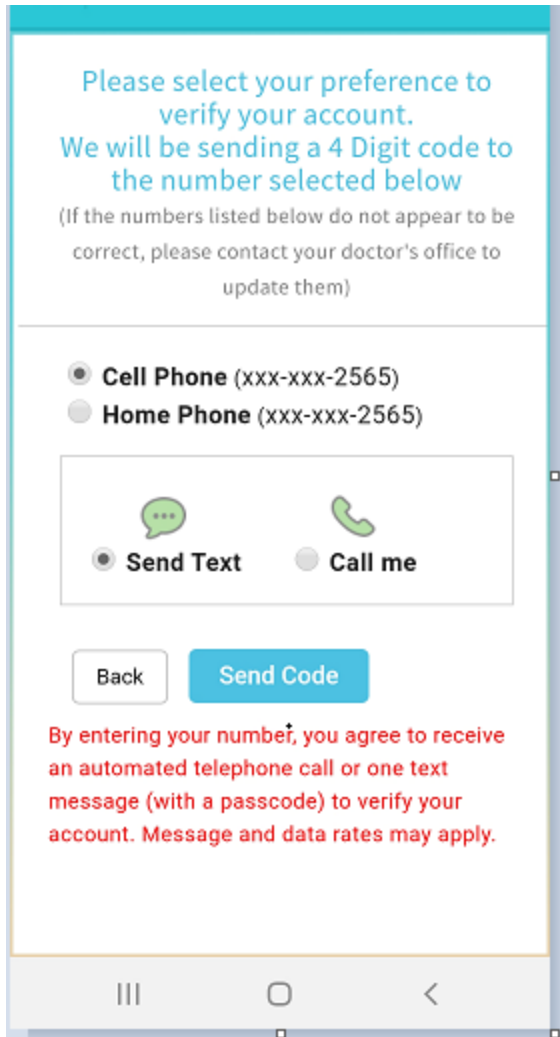 Please select your preference to
verify your account.
We will be sending a 4 Digit code to
the number selected below
(If the numbers listed below do not appear to be
correct, please contact your doctor's office to
update them)
Cell Phone (xxx-xxx-2565)
Home Phone (xxx-xxx-2565)
Send Text Call me
Back Send Code
By entering your number, you agree to receive
an automated telephone call or one text
message (with a passcode) to verify your
account. Message and data rates may apply.